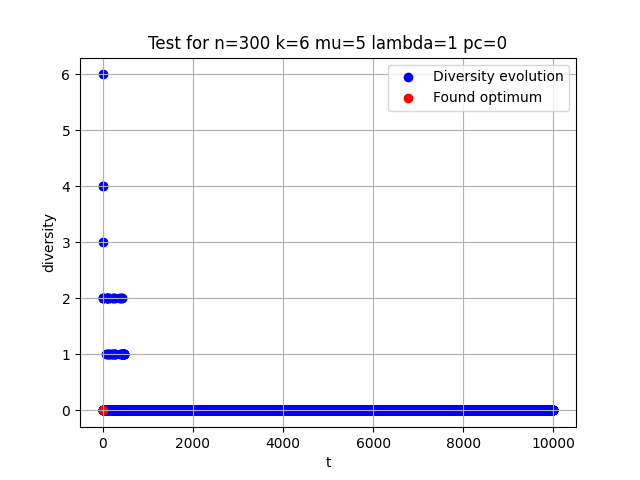 Test for n=300 k=6 mu=5 lambda=1 pc=0
Diversity evolution
Found optimum
6
5
4
3
2
1
0
diversity
0 2000 4000 6000 8000 10000
t